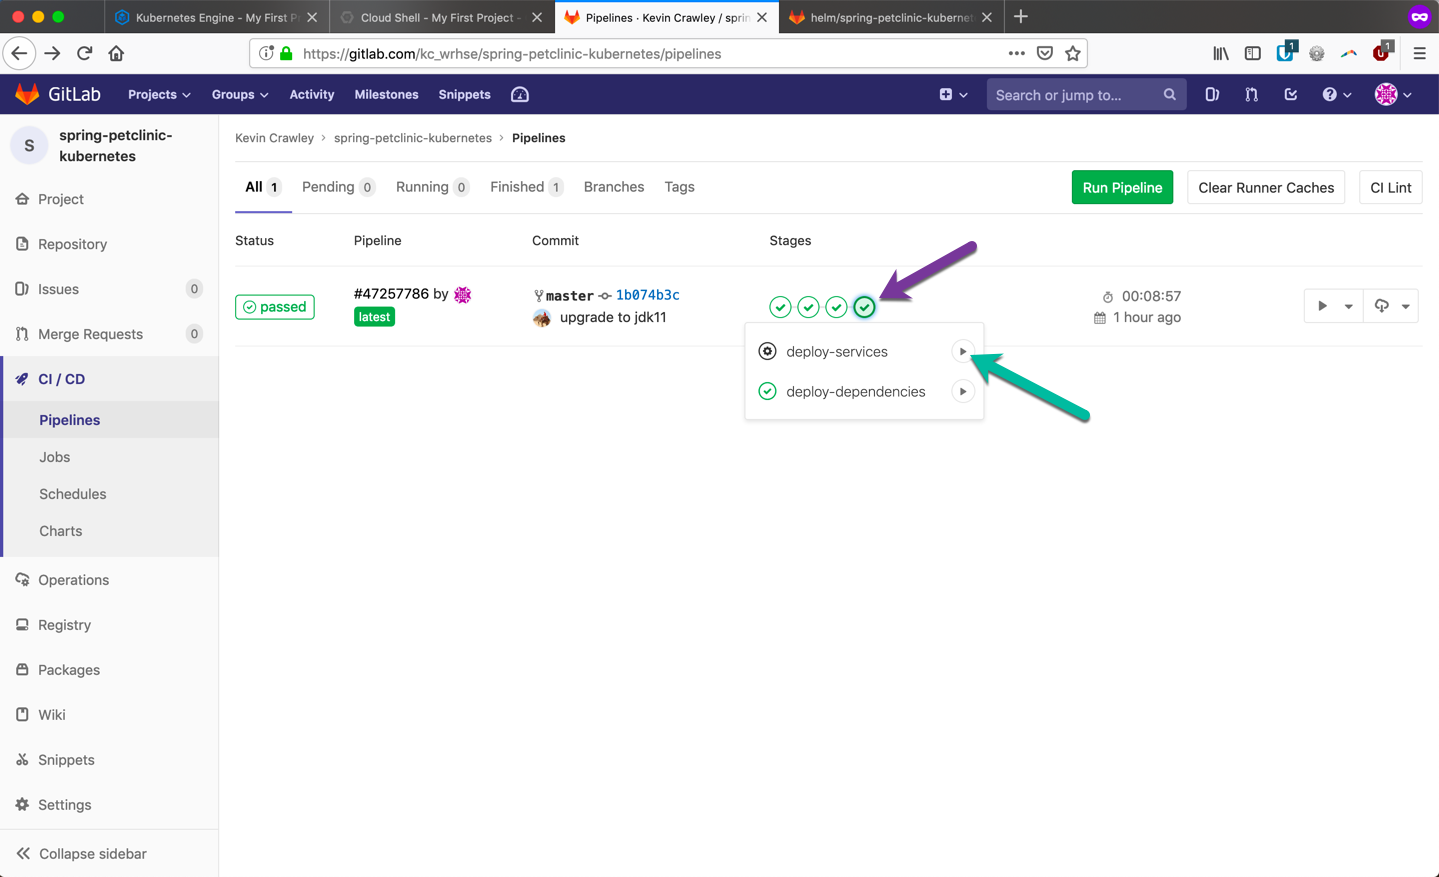 Kubernetes Engine - My First P
Cloud Shell - My First Project -
Pipelines · Kevin Crawley / sprin
helm/spring-petclinic-kubernet
https://gitlab.com/kc_wrhse/spring-petclinic-kubernetes/pipelines
1
1
GitLab
Projects
Groups
Activity
Milestones
Snippets
Search or jump to...
S
spring-petclinic-
kubernetes
Project
Repository
Issues 0
Merge Requests 0
CI / CD
Pipelines
Jobs
Schedules
Charts
Operations
Registry
Packages
Wiki
Snippets
Settings
Collapse sidebar
Kevin Crawley > spring-petclinic-kubernetes > Pipelines
All 1
Pending 0
Running 0
Finished 1
Branches
Tags
Run Pipeline
Clear Runner Caches
CI Lint
Status
Pipeline
Commit
Stages
passed
#47257786 by
latest
master
1b074b3c
upgrade to jdk11
00:08:57
1 hour ago
deploy-services
deploy-dependencies